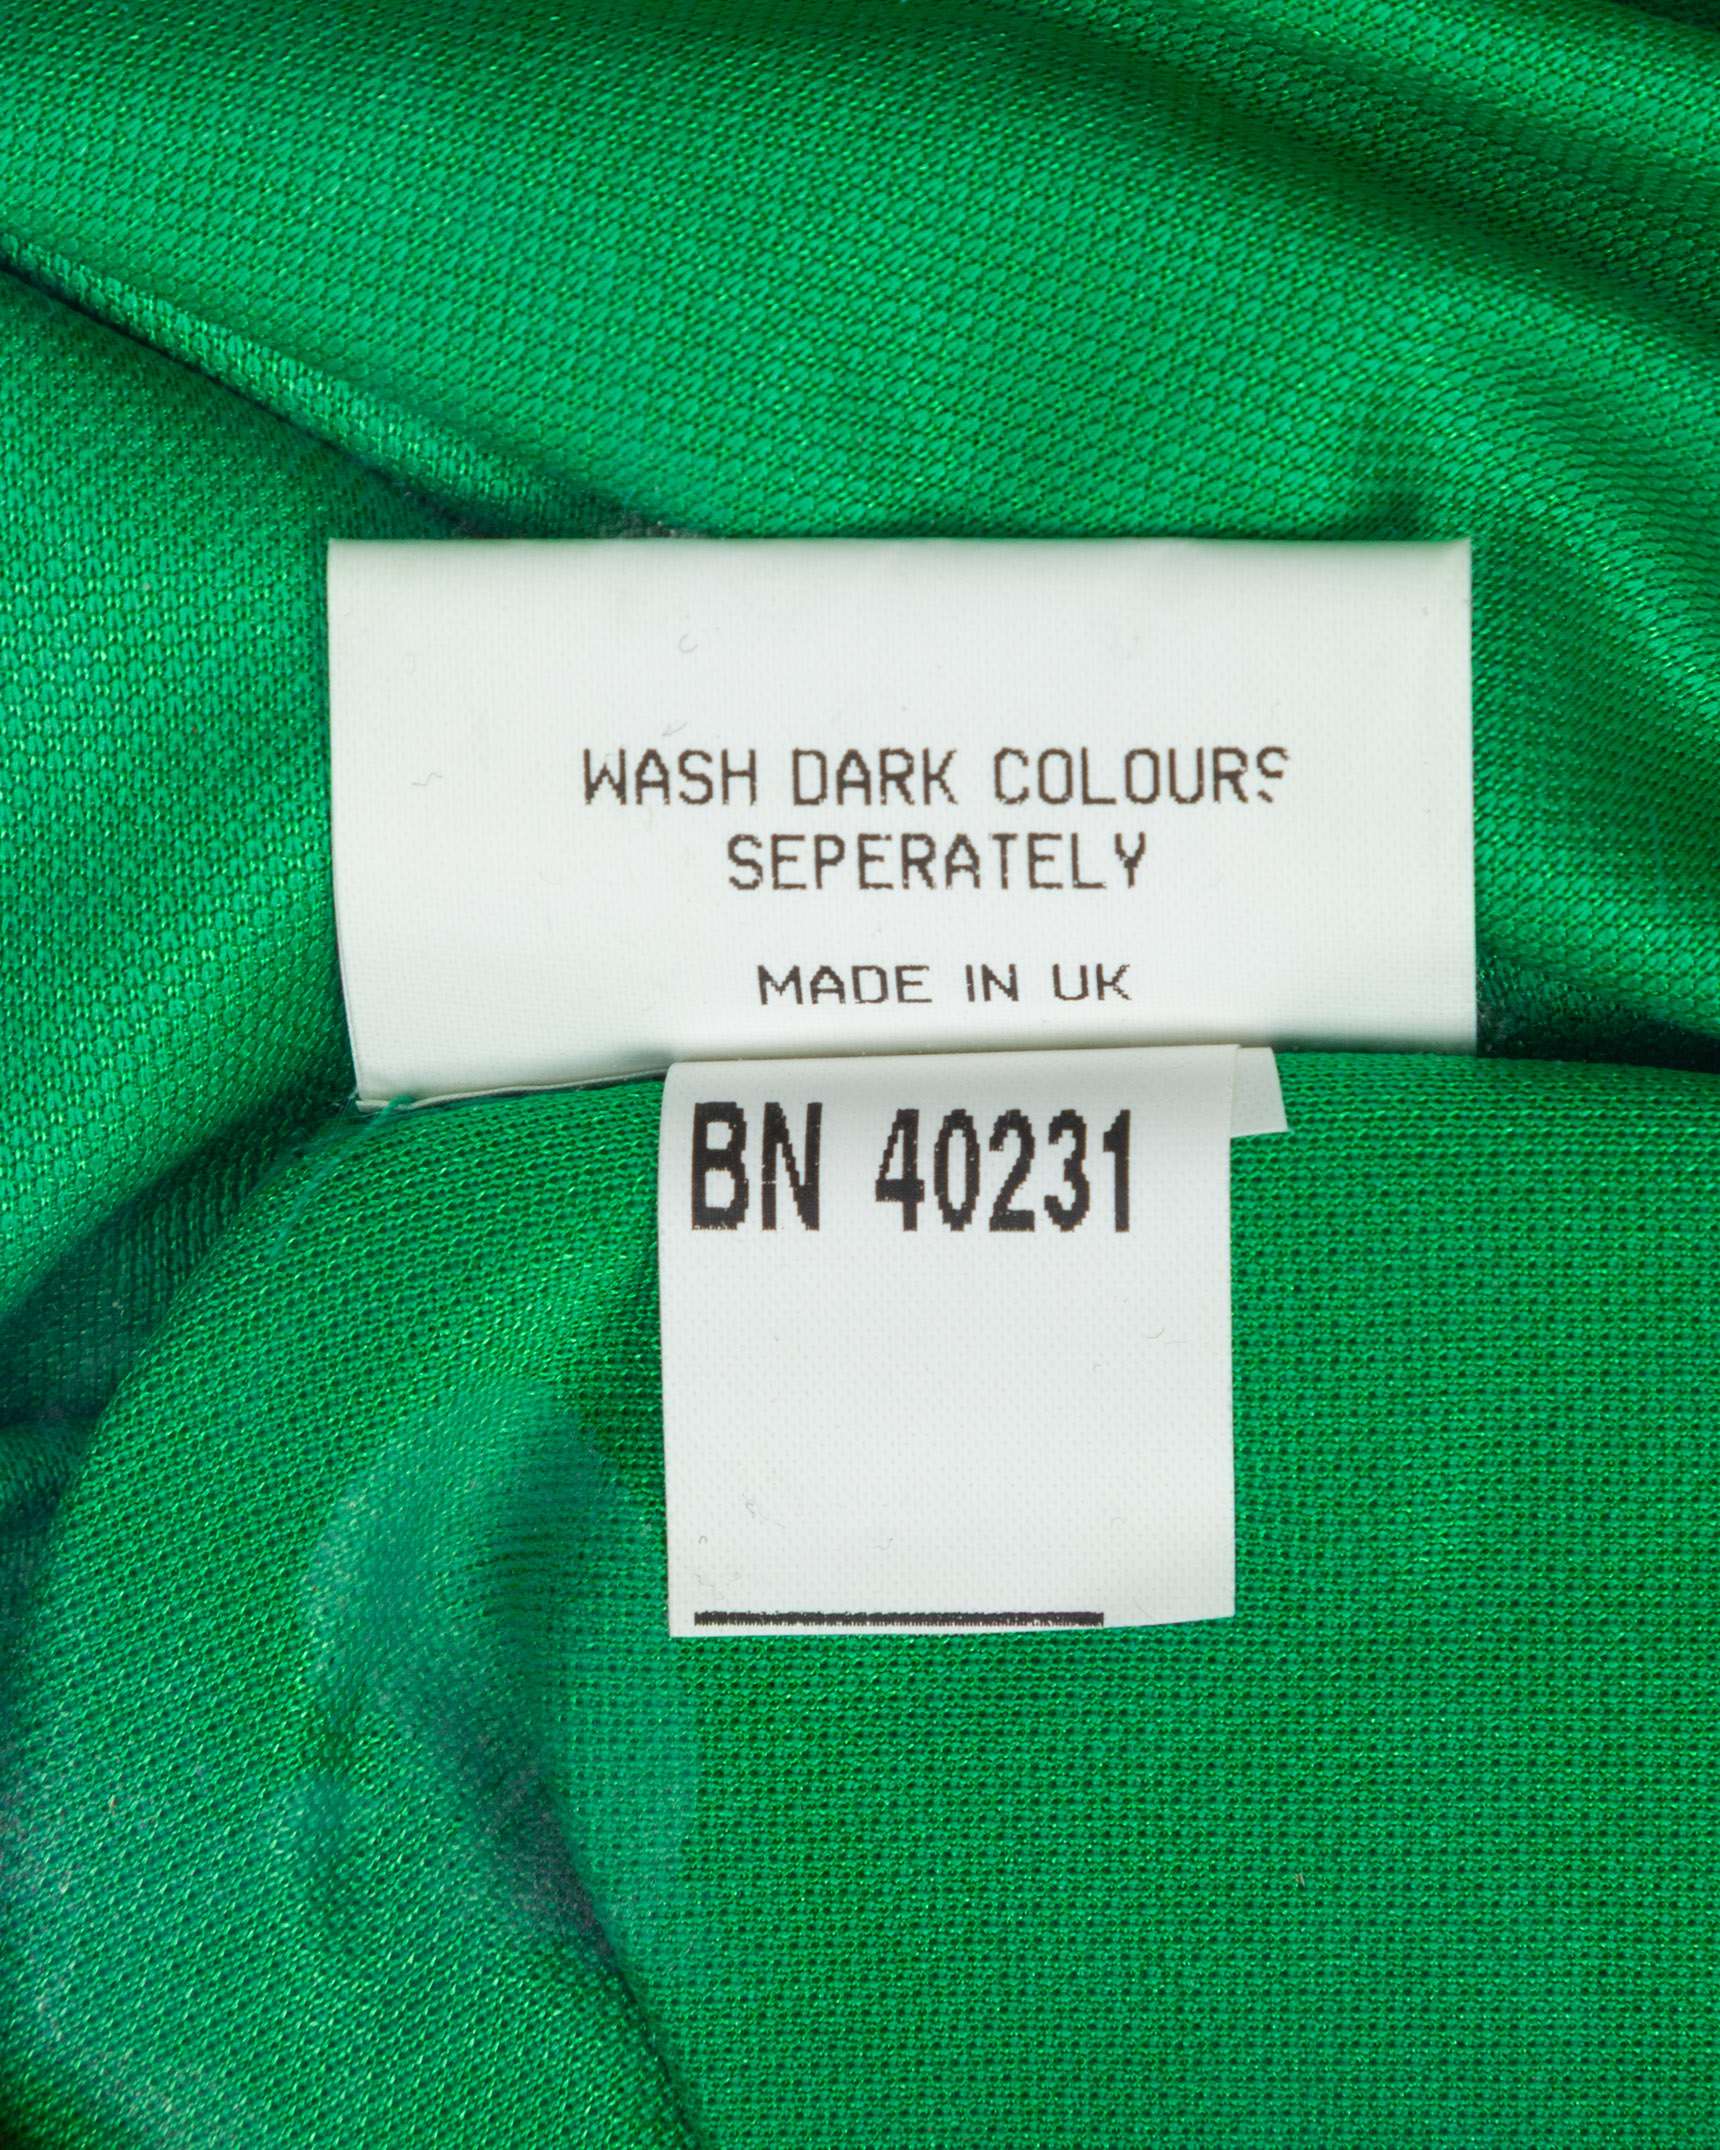 WASH DARK COLOURS
SEPERATELY
MADE IN UK
BN 40231